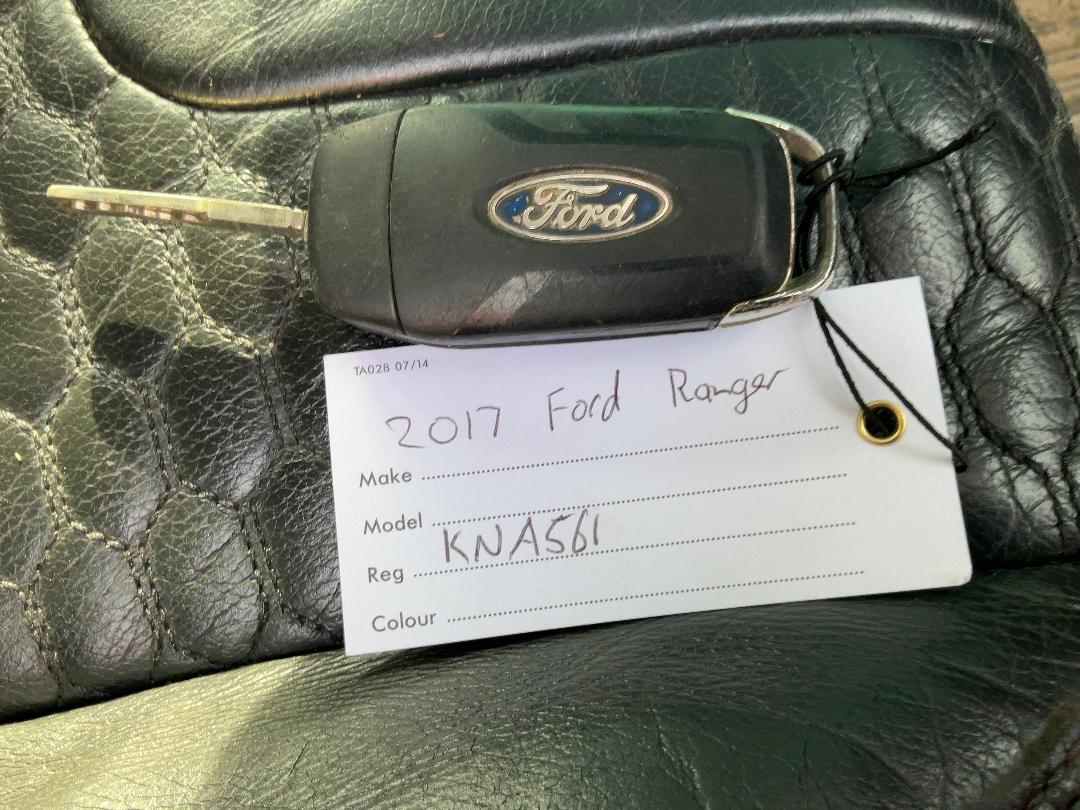 Ford
TA028 07/14
2017 Ford Ranger
Make
Model
Reg KNA561
Colour